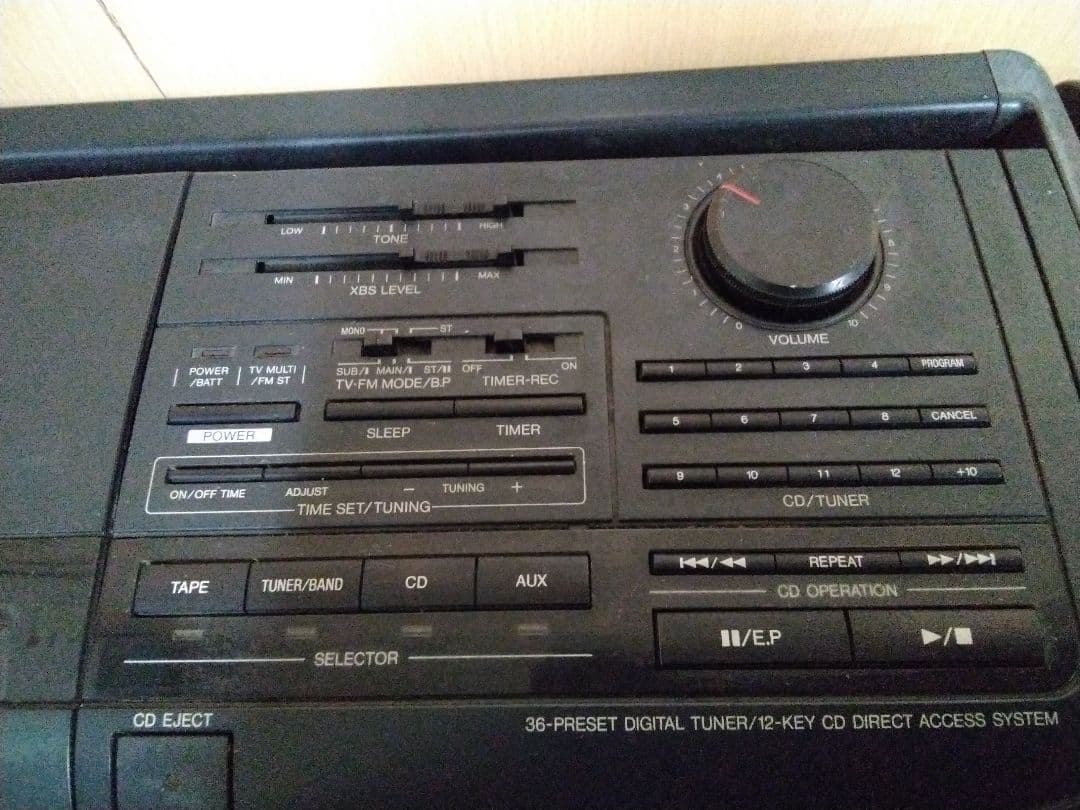 LOW HIGH
TONE
MIN MAX
XBS LEVEL
0 10
VOLUME
MONO ST
SUB/I MAIN/I ST/I II
TV·FM MODE/B.P
OFF ON
TIMER-REC
POWER
/BATT
TV MULTI
/FM ST
POWER
SLEEP TIMER
ON/OFF TIME ADJUST − TUNING +
TIME SET/TUNING
1 2 3 4 PROGRAM
5 6 7 8 CANCEL
9 10 11 12 +10
CD/TUNER
TAPE TUNER/BAND CD AUX
SELECTOR
⏮/◀◀ REPEAT ▶▶/⏭
CD OPERATION
⏸/E.P ▶/■
CD EJECT
36-PRESET DIGITAL TUNER/12-KEY CD DIRECT ACCESS SYSTEM